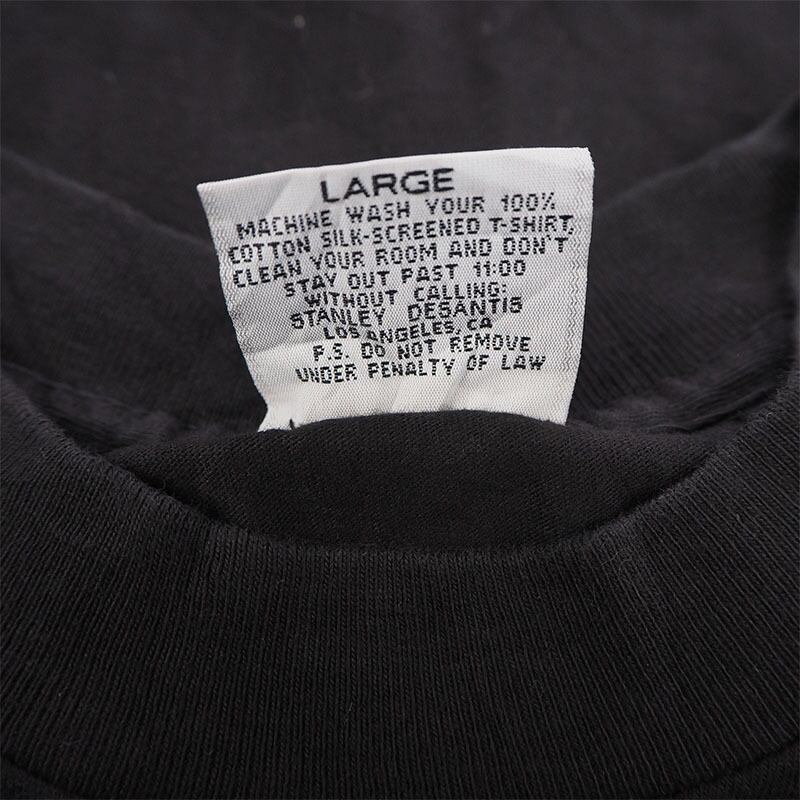 LARGE
MACHINE WASH YOUR 100%
COTTON SILK-SCREENED T-SHIRT,
CLEAN YOUR ROOM AND DON'T
STAY OUT PAST 11:00
WITHOUT CALLING:
STANLEY DESANTIS
LOS ANGELES, CA
P.S. DO NOT REMOVE
UNDER PENALTY OF LAW